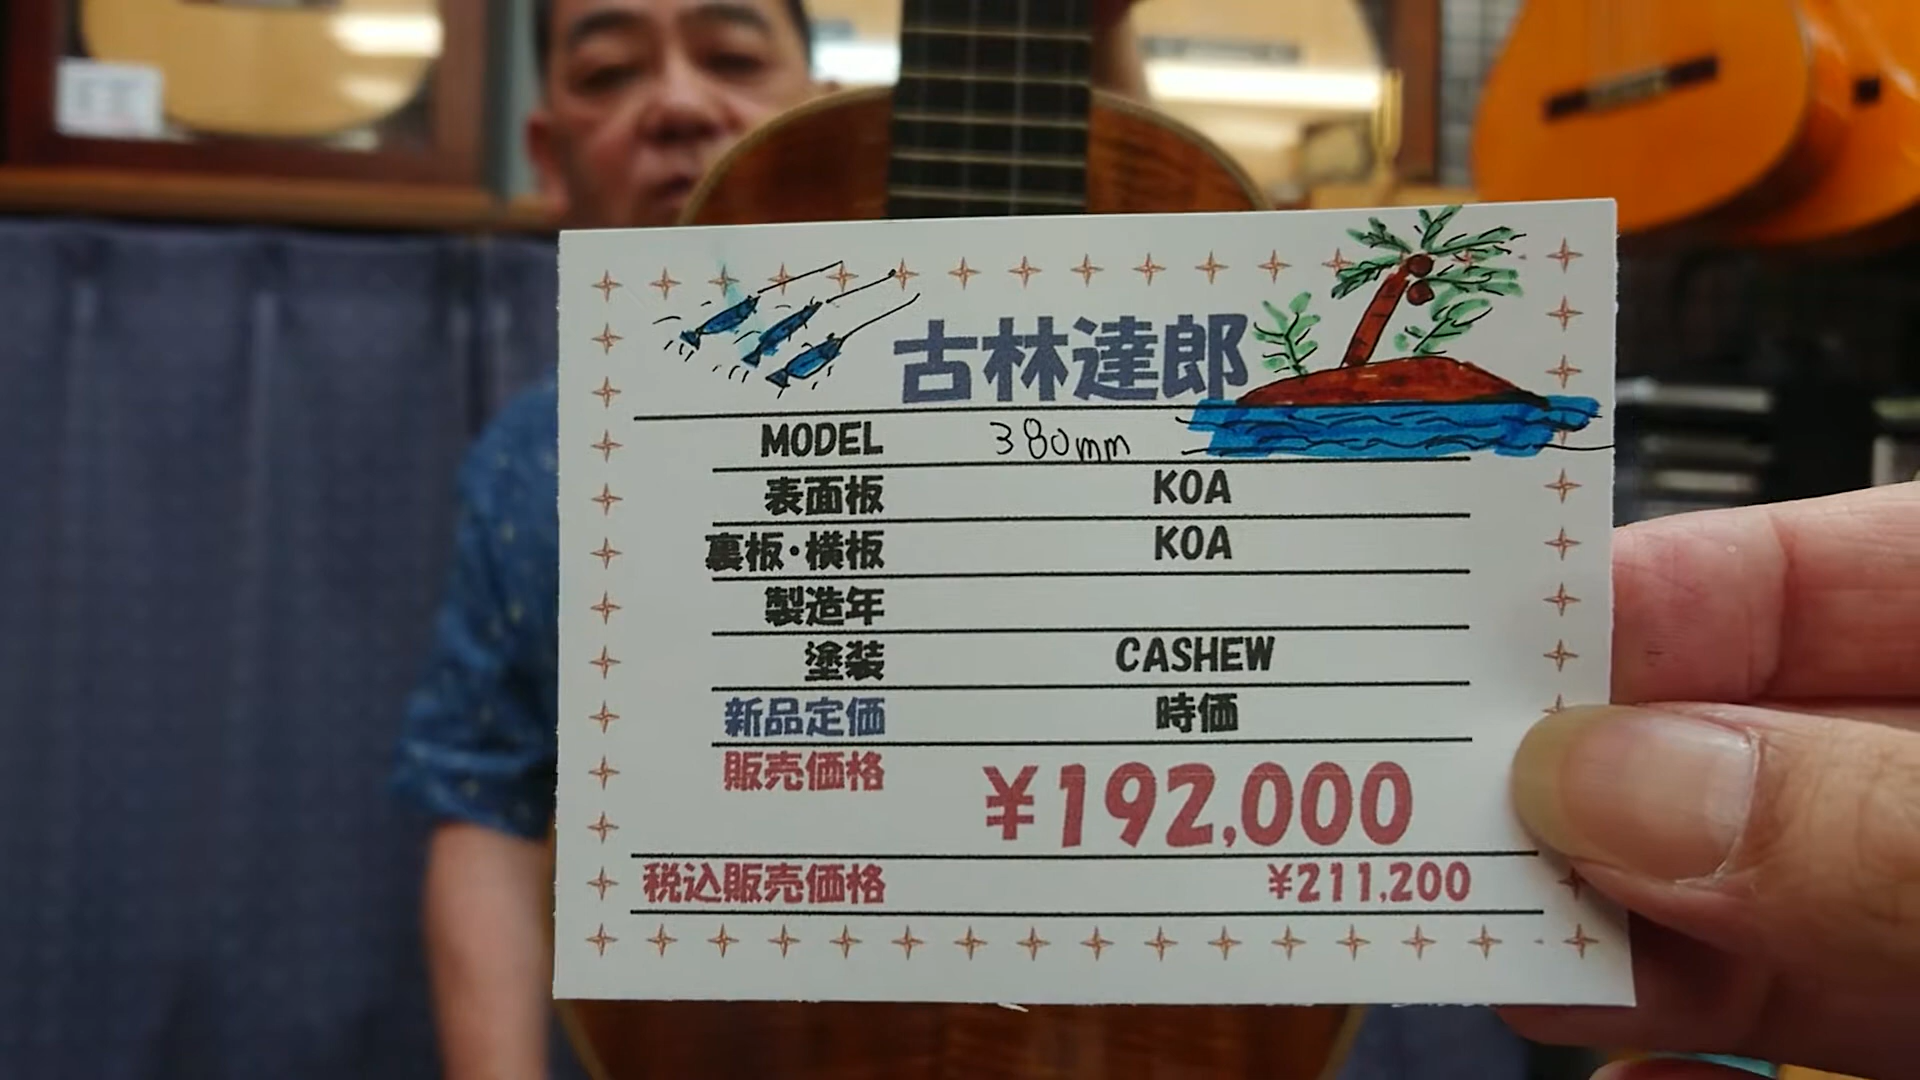 古林達郎
MODEL 380mm
表面板 KOA
裏板・横板 KOA
製造年
塗装 CASHEW
新品定価 時価
販売価格 ¥192,000
税込販売価格 ¥211,200